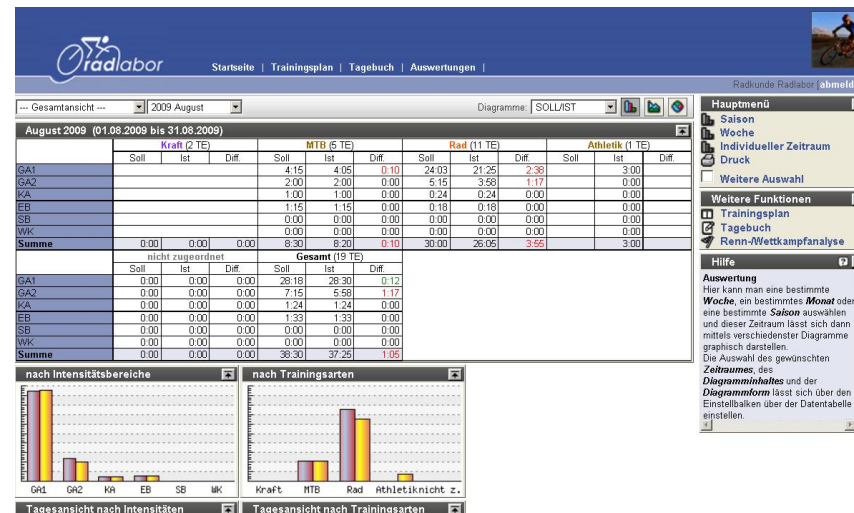 radlabor
Startseite | Trainingsplan | Tagebuch | Auswertungen |
Radkunde Radlabor [abmeld
--- Gesamtansicht --- 2009 August Diagramme: SOLL/IST
August 2009 (01.08.2009 bis 31.08.2009)
Kraft (2 TE) MTB (5 TE) Rad (11 TE) Athletik (1 TE)
Soll Ist Diff. Soll Ist Diff. Soll Ist Diff. Soll Ist Diff.
GA1 4:15 4:05 0:10 24:03 21:25 2:38 3:00
GA2 2:00 2:00 0:00 5:15 3:58 1:17 0:00
KA 1:00 1:00 0:00 0:24 0:24 0:00 0:00
EB 1:15 1:15 0:00 0:18 0:18 0:00 0:00
SB 0:00 0:00 0:00 0:00 0:00 0:00 0:00
WK 0:00 0:00 0:00 0:00 0:00 0:00 0:00
Summe 0:00 0:00 0:00 8:30 8:20 0:10 30:00 26:05 3:55 3:00
nicht zugeordnet Gesamt (19 TE)
Soll Ist Diff. Soll Ist Diff.
GA1 0:00 0:00 0:00 28:18 28:30 0:12
GA2 0:00 0:00 0:00 7:15 5:58 1:17
KA 0:00 0:00 0:00 1:24 1:24 0:00
EB 0:00 0:00 0:00 1:33 1:33 0:00
SB 0:00 0:00 0:00 0:00 0:00 0:00
WK 0:00 0:00 0:00 0:00 0:00 0:00
Summe 0:00 0:00 0:00 38:30 37:25 1:05
nach Intensitätsbereiche
GA1 GA2 KA EB SB WK
nach Trainingsarten
Kraft MTB Rad Athletiknicht z.
Tagesansicht nach Intensitäten
Tagesansicht nach Trainingsarten
Hauptmenü
Saison
Woche
Individueller Zeitraum
Druck
Weitere Auswahl
Weitere Funktionen
Trainingsplan
Tagebuch
Renn-/Wettkampfanalyse
Hilfe ?
Auswertung
Hier kann man eine bestimmte
Woche, ein bestimmtes Monat oder
eine bestimmte Saison auswählen
und dieser Zeitraum lässt sich dann
mittels verschiedenster Diagramme
graphisch darstellen.
Die Auswahl des gewünschten
Zeitraumes, des
Diagramminhaltes und der
Diagrammform lässt sich über den
Einstellbalken über der Datentabelle
einstellen.